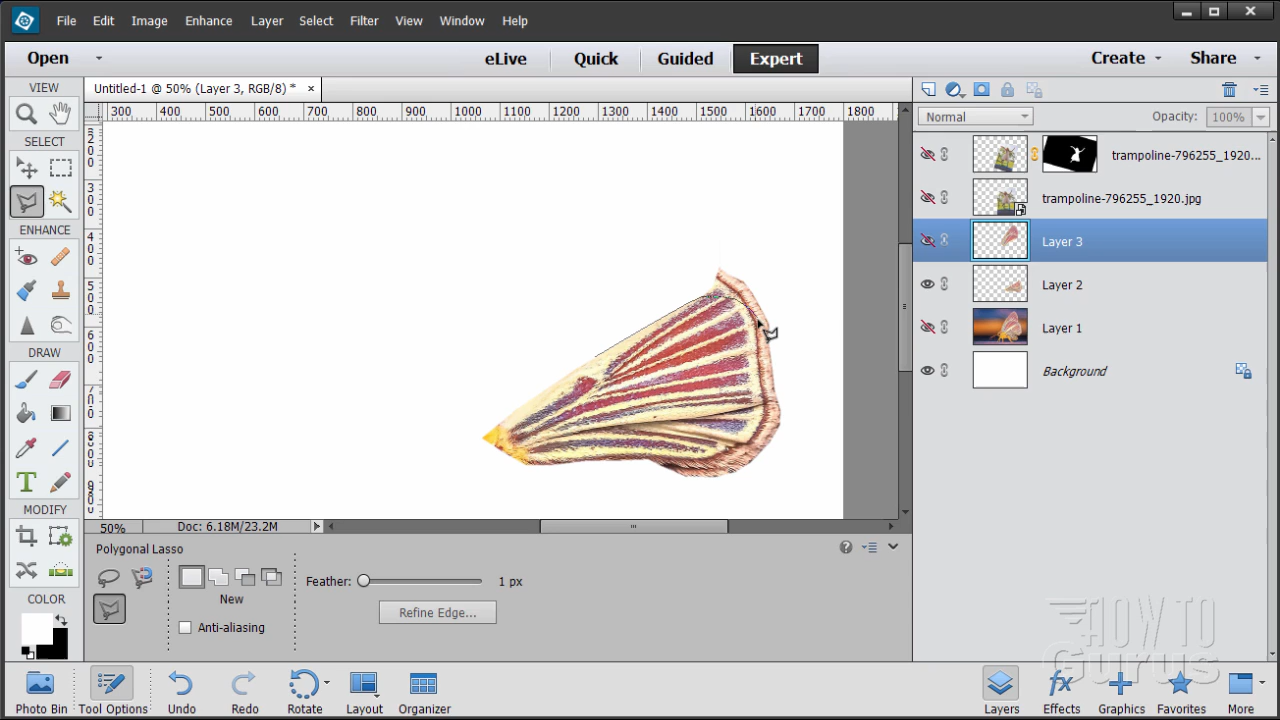 File Edit Image Enhance Layer Select Filter View Window Help
Open eLive Quick Guided Expert Create Share
VIEW
Untitled-1 @ 50% (Layer 3, RGB/8) * ×
300 400 500 600 700 800 900 1000 1100 1200 1300 1400 1500 1600 1700 1800
Normal Opacity: 100%
SELECT
trampoline-796255_1920...
trampoline-796255_1920.jpg
ENHANCE
Layer 3
Layer 2
Layer 1
DRAW
Background
MODIFY
50% Doc: 6.18M/23.2M
Polygonal Lasso
Feather: 1 px
New
Refine Edge...
COLOR
Anti-aliasing
HOW TO
Gurus
Photo Bin Tool Options Undo Redo Rotate Layout Organizer Layers Effects Graphics Favorites More